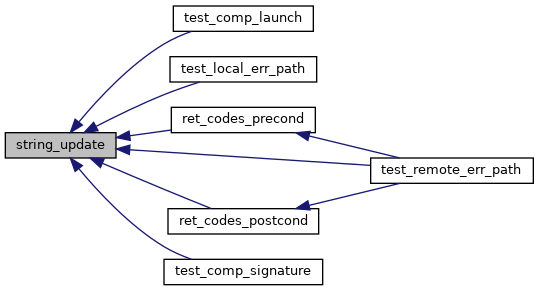 test_comp_launch
test_local_err_path
ret_codes_precond
string_update
test_remote_err_path
ret_codes_postcond
test_comp_signature